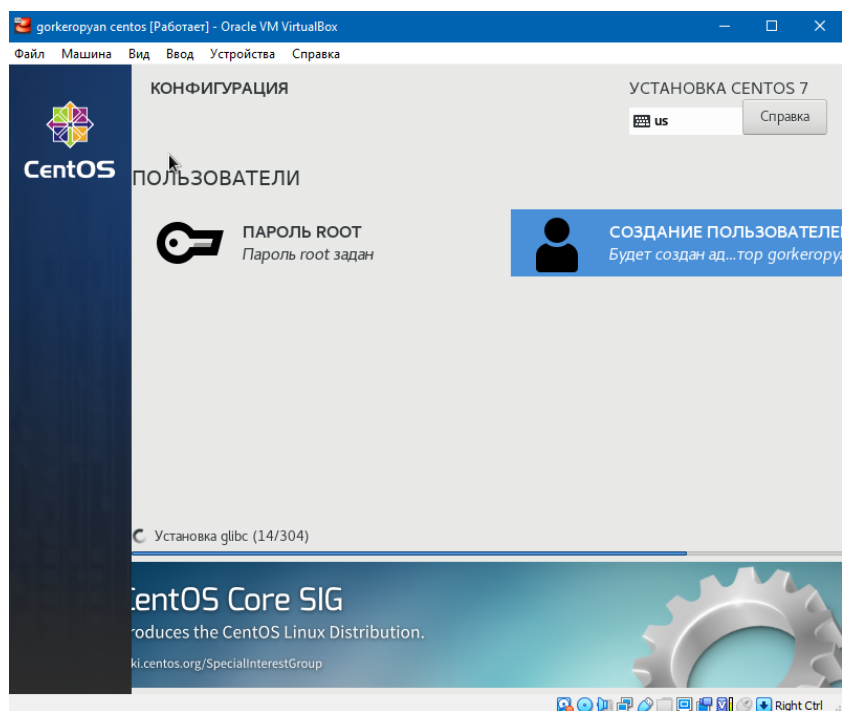 gorkeropyan centos [Работает] - Oracle VM VirtualBox
Файл Машина Вид Ввод Устройства Справка
CentOS
КОНФИГУРАЦИЯ
УСТАНОВКА CENTOS 7
us
Справка
ПОЛЬЗОВАТЕЛИ
ПАРОЛЬ ROOT
Пароль root задан
СОЗДАНИЕ ПОЛЬЗОВАТЕЛЕ
Будет создан ад...тор gorkeropya
Установка glibc (14/304)
CentOS Core SIG
roduces the CentOS Linux Distribution.
ki.centos.org/SpecialInterestGroup
Right Ctrl